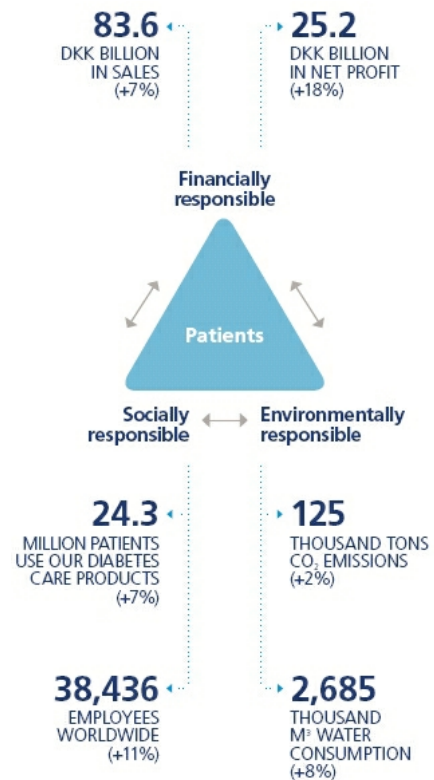 83.6
DKK BILLION
IN SALES
(+7%)
25.2
DKK BILLION
IN NET PROFIT
(+18%)
Financially
responsible
Patients
Socially
responsible
Environmentally
responsible
24.3
MILLION PATIENTS
USE OUR DIABETES
CARE PRODUCTS
(+7%)
125
THOUSAND TONS
CO₂ EMISSIONS
(+2%)
38,436
EMPLOYEES
WORLDWIDE
(+11%)
2,685
THOUSAND
M³ WATER
CONSUMPTION
(+8%)